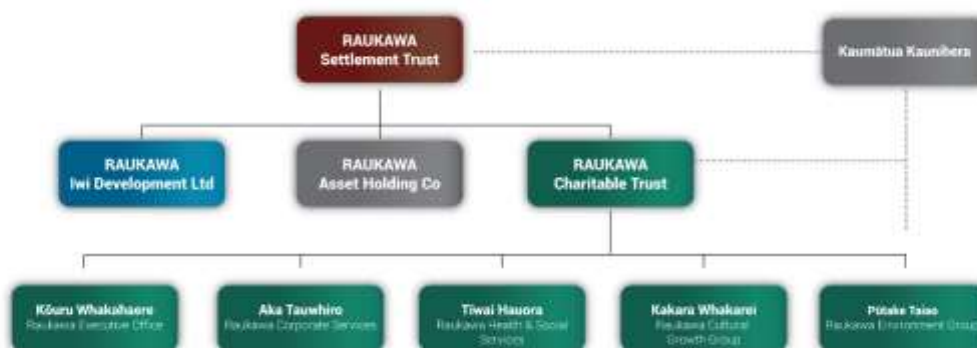 RAUKAWA
Settlement Trust
Kaumātua Kaunihera
RAUKAWA
Iwi Development Ltd
RAUKAWA
Asset Holding Co
RAUKAWA
Charitable Trust
Kōuru Whakahaere
Raukawa Executive Office
Aka Tauwhiro
Raukawa Corporate Services
Tiwai Hauora
Raukawa Health & Social
Services
Kakara Whakarei
Raukawa Cultural
Growth Group
Pūtake Taiao
Raukawa Environment Group